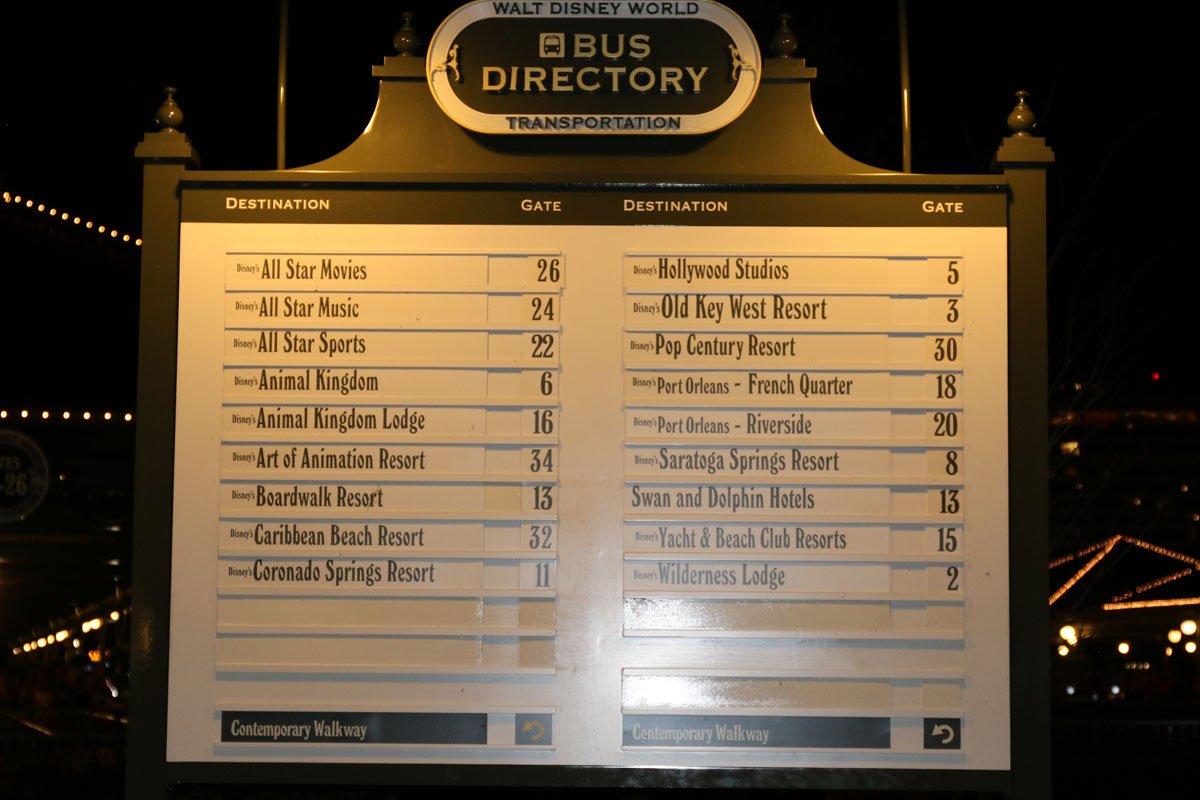 WALT DISNEY WORLD
BUS
DIRECTORY
TRANSPORTATION
DESTINATION GATE
Disney's All Star Movies 26
Disney's All Star Music 24
Disney's All Star Sports 22
Disney's Animal Kingdom 6
Disney's Animal Kingdom Lodge 16
Disney's Art of Animation Resort 34
Disney's Boardwalk Resort 13
Disney's Caribbean Beach Resort 32
Disney's Coronado Springs Resort 11
Contemporary Walkway
DESTINATION GATE
Disney's Hollywood Studios 5
Disney's Old Key West Resort 3
Disney's Pop Century Resort 30
Disney's Port Orleans - French Quarter 18
Disney's Port Orleans - Riverside 20
Disney's Saratoga Springs Resort 8
Swan and Dolphin Hotels 13
Disney's Yacht & Beach Club Resorts 15
Disney's Wilderness Lodge 2
Contemporary Walkway